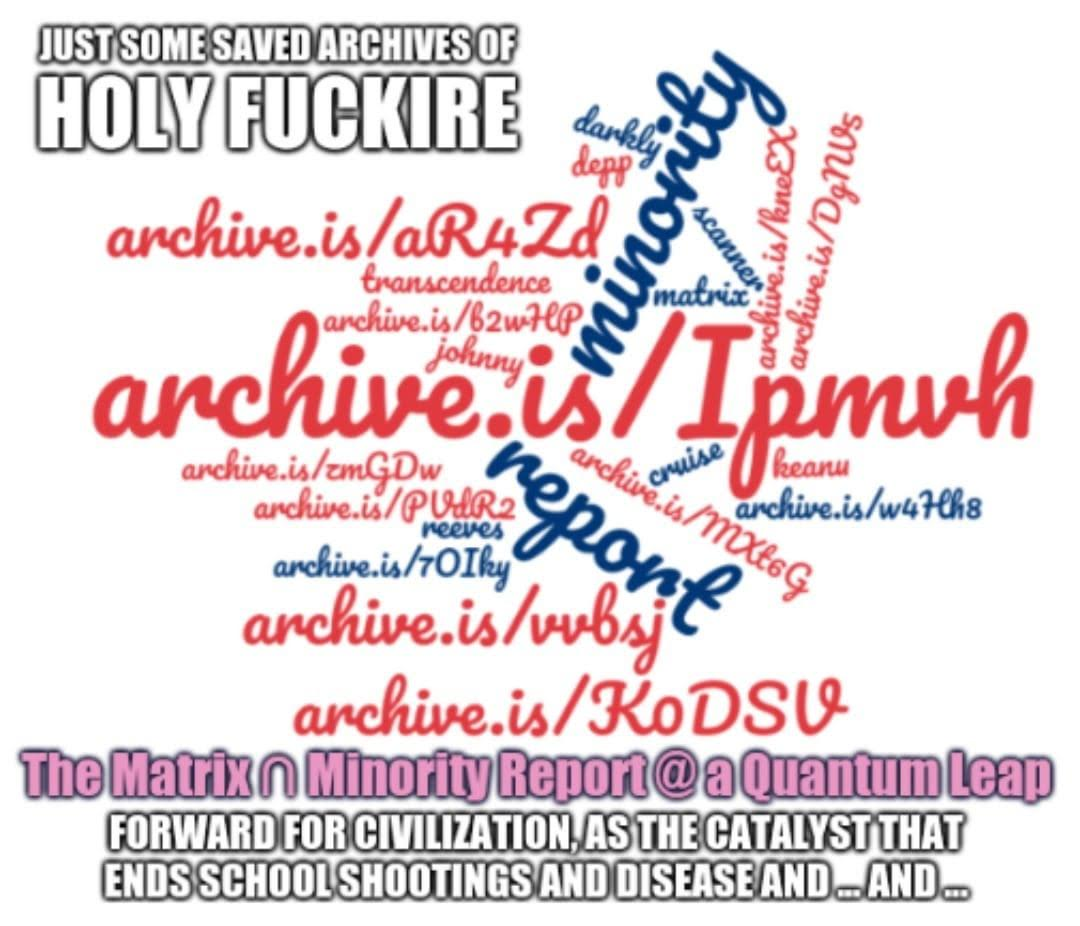 JUST SOME SAVED ARCHIVES OF
HOLY FUCKIRE
darkly
depp
minority
scanner
matrix
archive.is/kneEX
archive.is/DgNVs
archive.is/aR4Zd
transcendence
archive.is/b2wHP
johnny
archive.is/Ipmvh
archive.is/zmGDw
archive.is/PVdR2
reeves
archive.is/7OIky
report
cruise
keanu
archive.is/MXt6G
archive.is/w4Hh8
archive.is/vvbsj
archive.is/KoDSV
The Matrix ∩ Minority Report @ a Quantum Leap
FORWARD FOR CIVILIZATION, AS THE CATALYST THAT
ENDS SCHOOL SHOOTINGS AND DISEASE AND ... AND ...